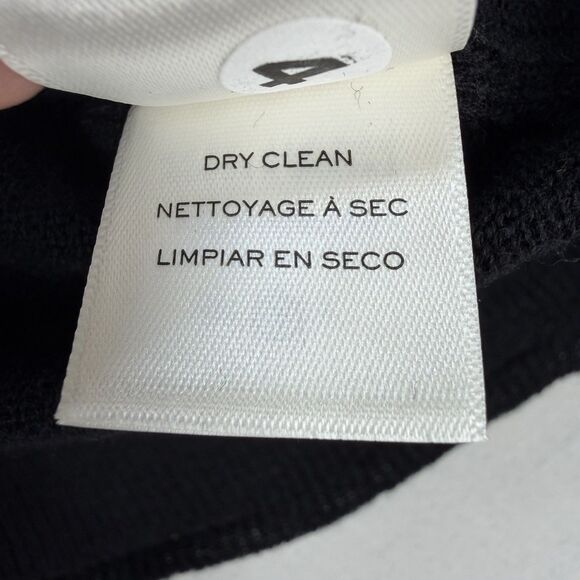 4
DRY CLEAN
NETTOYAGE À SEC
LIMPIAR EN SECO